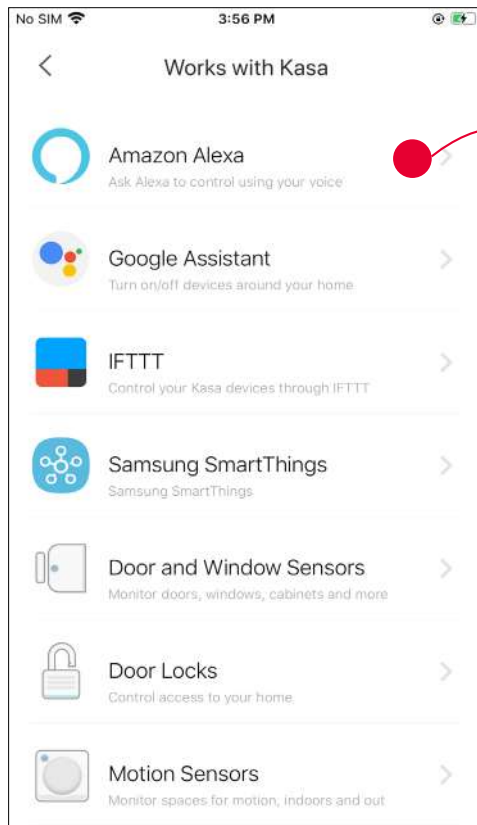 No SIM 3:56 PM
Works with Kasa
Amazon Alexa
Ask Alexa to control using your voice
Google Assistant
Turn on/off devices around your home
IFTTT
Control your Kasa devices through IFTTT
Samsung SmartThings
Samsung SmartThings
Door and Window Sensors
Monitor doors, windows, cabinets and more
Door Locks
Control access to your home
Motion Sensors
Monitor spaces for motion, indoors and out